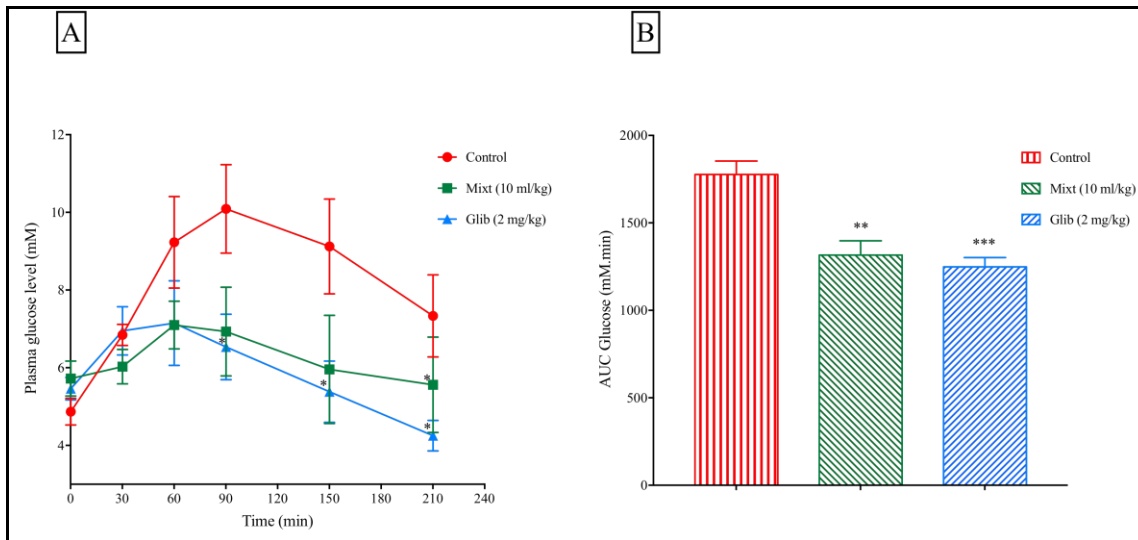 A
Plasma glucose level (mM)
12
10
8
6
4
Control
Mixt (10 ml/kg)
Glib (2 mg/kg)
*
*
*
*
0 30 60 90 120 150 180 210 240
Time (min)
B
AUC Glucose (mM.min)
2000
1500
1000
500
0
**
***
Control
Mixt (10 ml/kg)
Glib (2 mg/kg)